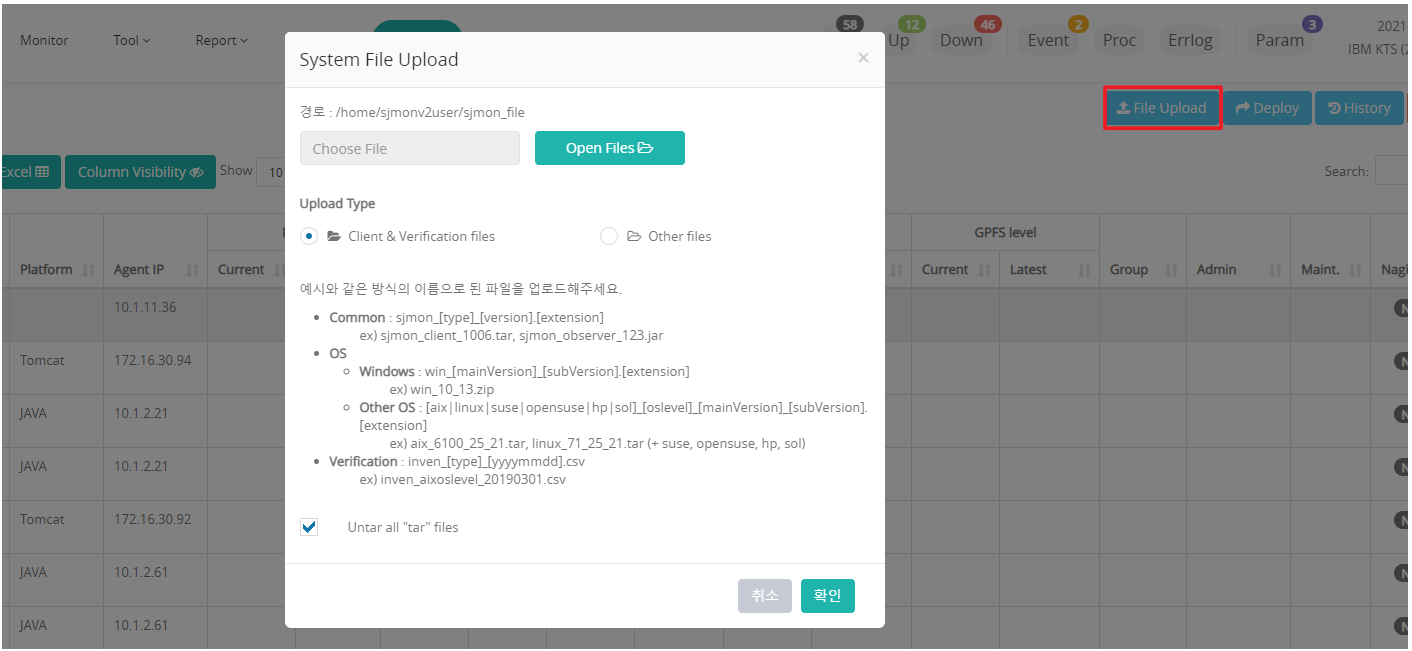 Monitor Tool Report 58 Up 12 Down 46 Event 2 Proc Errlog Param 3 2021-
IBM KTS (2
System File Upload ×
경로 : /home/sjmonv2user/sjmon_file
File Upload Deploy History
Choose File Open Files
Excel Column Visibility Show 10
Search:
Upload Type
Client & Verification files Other files
GPFS level
Platform Agent IP Current Current Latest Group Admin Maint. Nagi
예시와 같은 방식의 이름으로 된 파일을 업로드해주세요.
10.1.11.36 N
Common : sjmon_[type]_[version].[extension]
ex) sjmon_client_1006.tar, sjmon_observer_123.jar
OS
Tomcat 172.16.30.94 N
Windows : win_[mainVersion]_[subVersion].[extension]
ex) win_10_13.zip
Other OS : [aix|linux|suse|opensuse|hp|sol]_[oslevel]_[mainVersion]_[subVersion].
[extension]
JAVA 10.1.2.21 N
ex) aix_6100_25_21.tar, linux_71_25_21.tar (+ suse, opensuse, hp, sol)
Verification : inven_[type]_[yyyymmdd].csv
JAVA 10.1.2.21 N
ex) inven_aixoslevel_20190301.csv
Tomcat 172.16.30.92 N
Untar all "tar" files
JAVA 10.1.2.61 N
취소 확인
JAVA 10.1.2.61 N